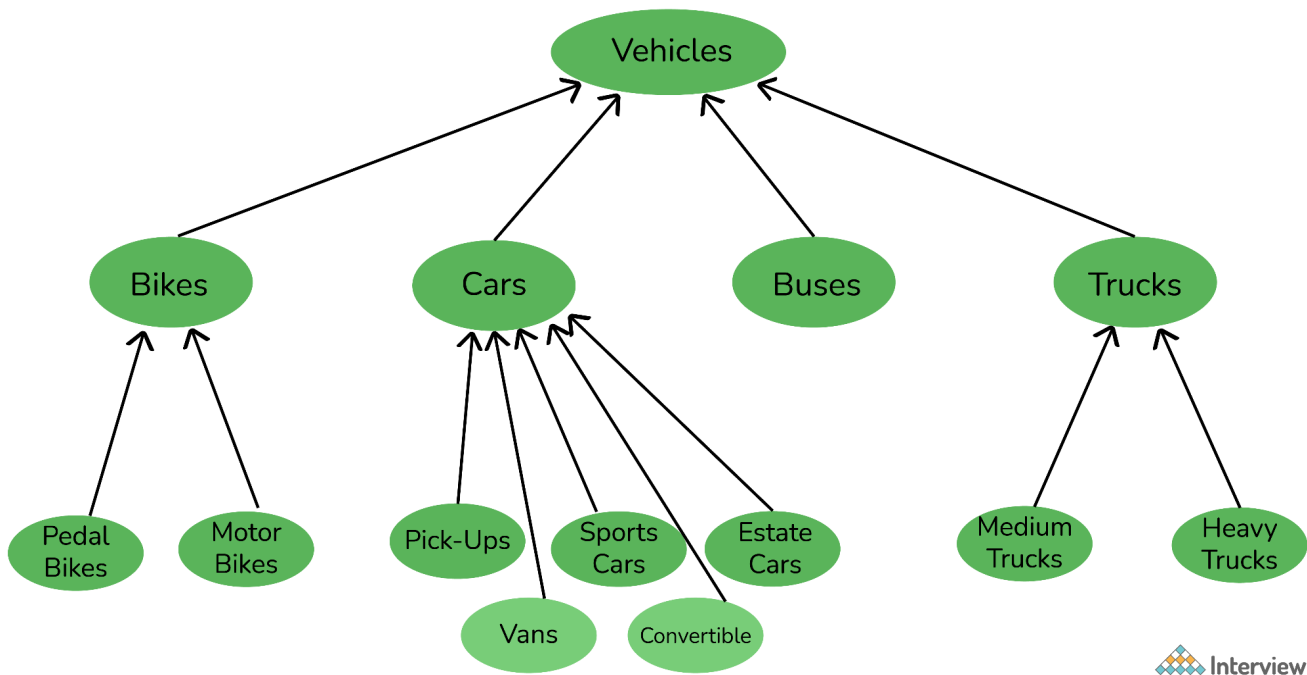 Vehicles
Bikes
Cars
Buses
Trucks
Pedal
Bikes
Motor
Bikes
Pick-Ups
Sports
Cars
Estate
Cars
Medium
Trucks
Heavy
Trucks
Vans
Convertible
Interview